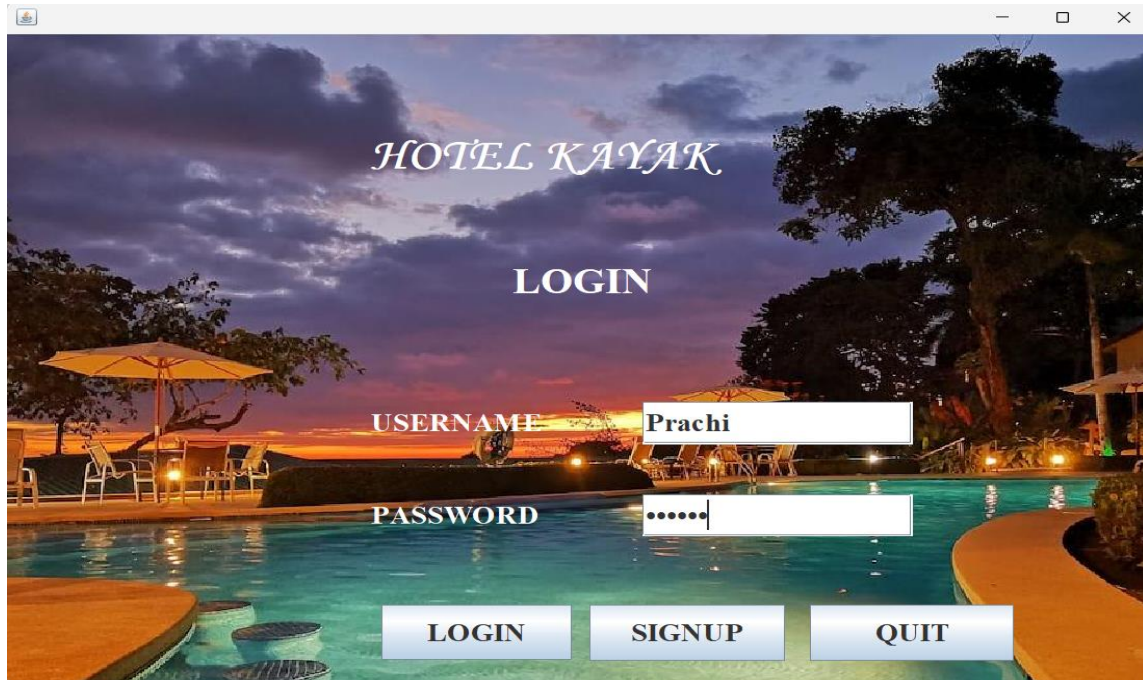 HOTEL KAYAK
LOGIN
USERNAME Prachi
PASSWORD ••••••
LOGIN SIGNUP QUIT